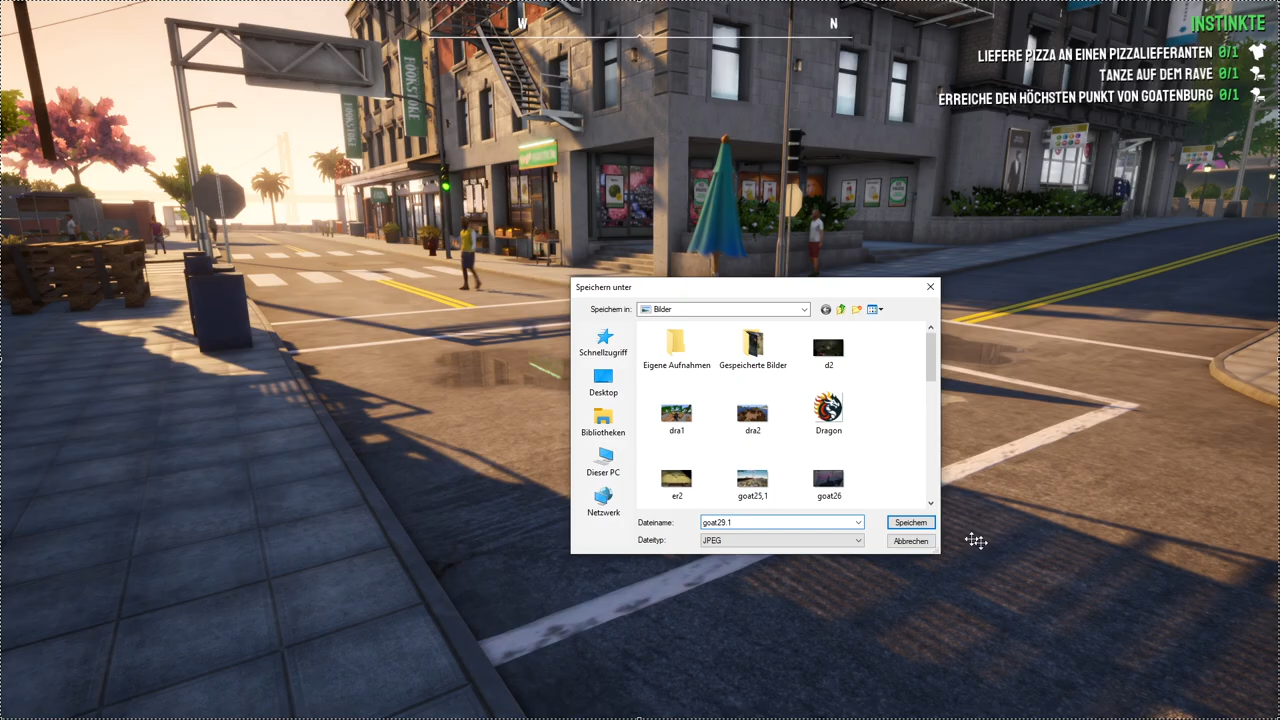 W
N
INSTINKTE
LIEFERE PIZZA AN EINEN PIZZALIEFERANTEN 0/1
TANZE AUF DEM RAVE 0/1
ERREICHE DEN HÖCHSTEN PUNKT VON GOATENBURG 0/1
FOOKSTORE
FOOKSTORE
Speichern unter
Speichern in:
Bilder
Schnellzugriff
Desktop
Bibliotheken
Dieser PC
Netzwerk
Eigene Aufnahmen
Gespeicherte Bilder
d2
dra1
dra2
Dragon
er2
goat25,1
goat26
Dateiname:
goat29.1
Speichern
Dateityp:
JPEG
Abbrechen